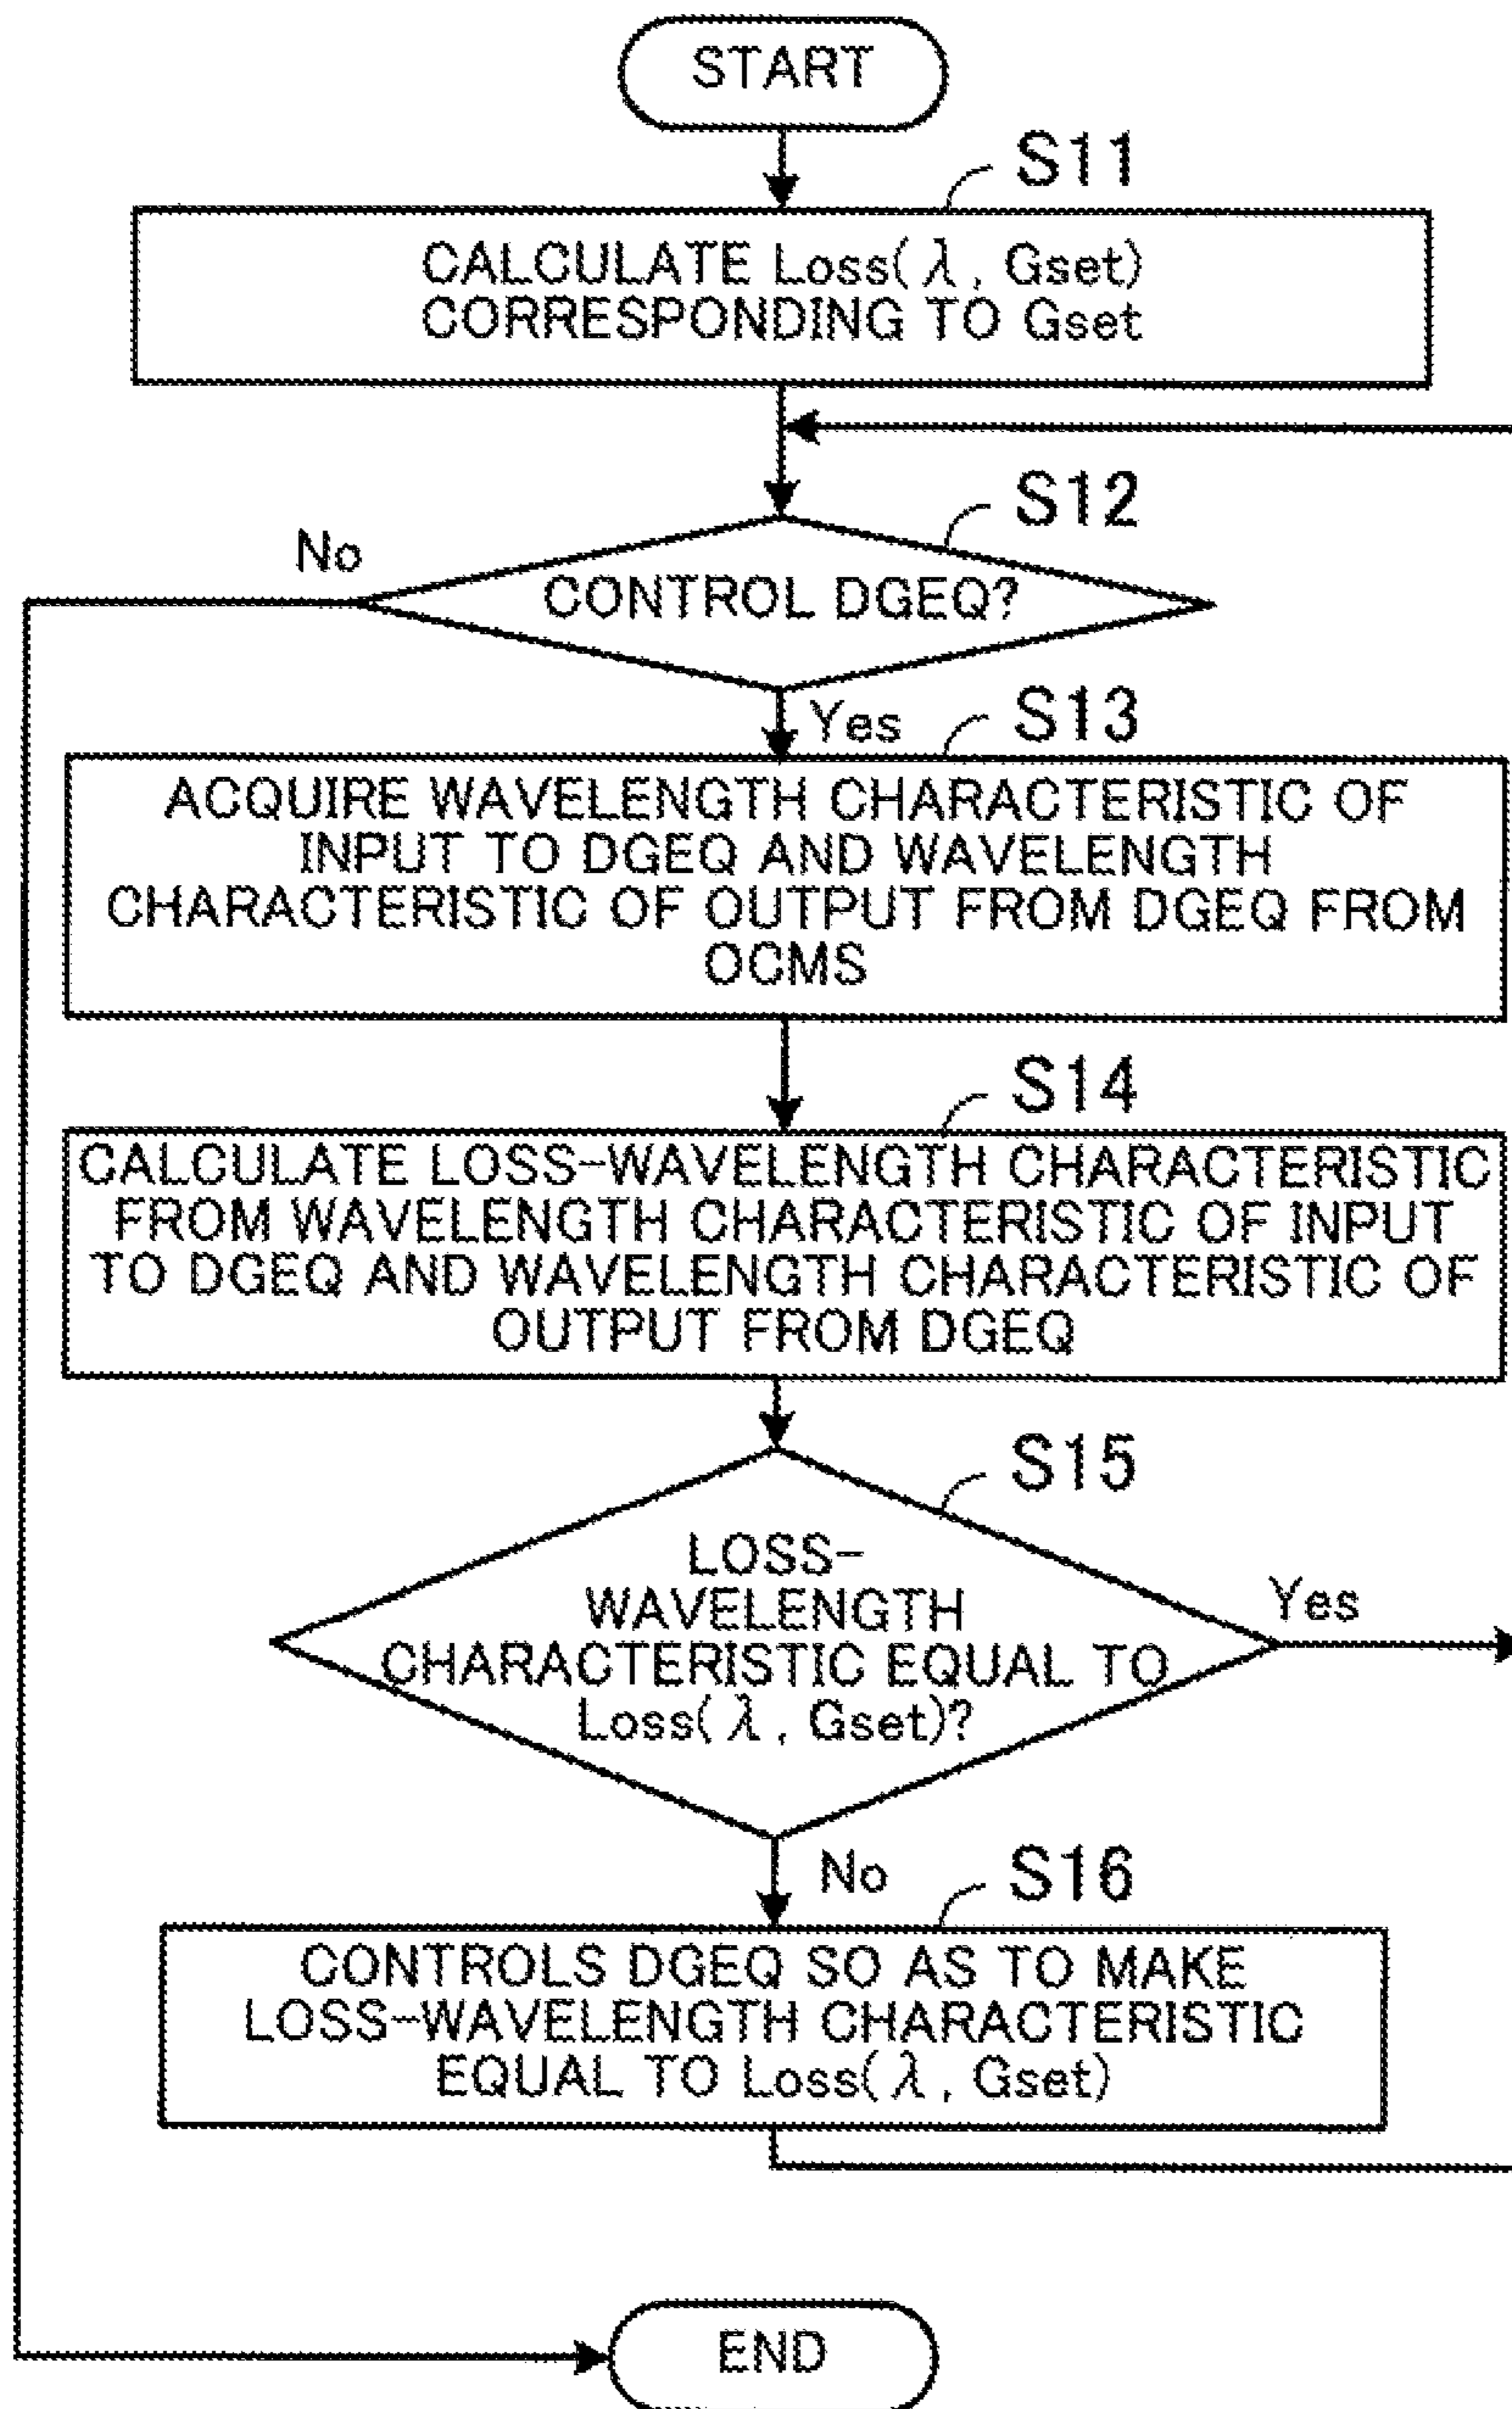 START
S11
CALCULATE Loss(λ, Gset)
CORRESPONDING TO Gset
S12
No
CONTROL DGEQ?
Yes
S13
ACQUIRE WAVELENGTH CHARACTERISTIC OF
INPUT TO DGEQ AND WAVELENGTH
CHARACTERISTIC OF OUTPUT FROM DGEQ FROM
OCMS
S14
CALCULATE LOSS-WAVELENGTH CHARACTERISTIC
FROM WAVELENGTH CHARACTERISTIC OF INPUT
TO DGEQ AND WAVELENGTH CHARACTERISTIC OF
OUTPUT FROM DGEQ
S15
LOSS-
WAVELENGTH
CHARACTERISTIC EQUAL TO
Loss(λ, Gset)?
Yes
No
S16
CONTROLS DGEQ SO AS TO MAKE
LOSS-WAVELENGTH CHARACTERISTIC
EQUAL TO Loss(λ, Gset)
END